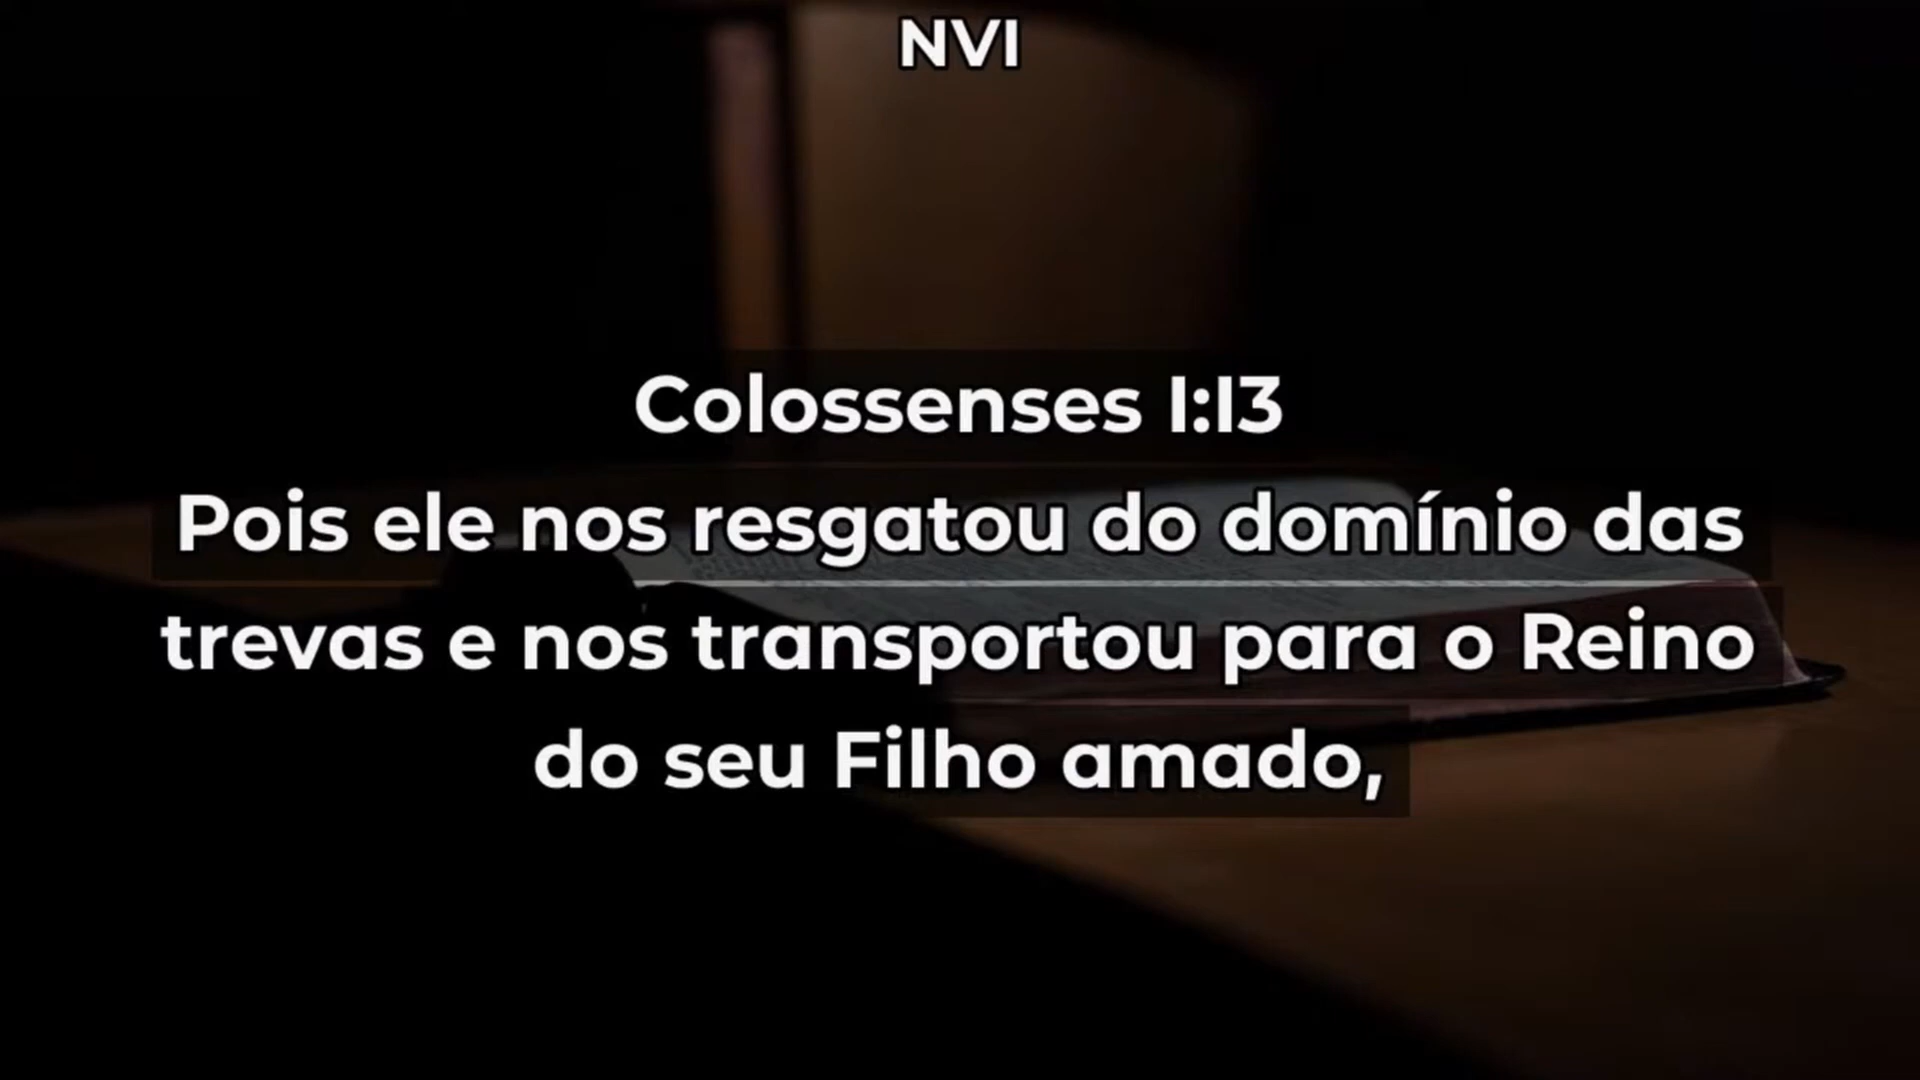 NVI
Colossenses 1:13
Pois ele nos resgatou do domínio das
trevas e nos transportou para o Reino
do seu Filho amado,